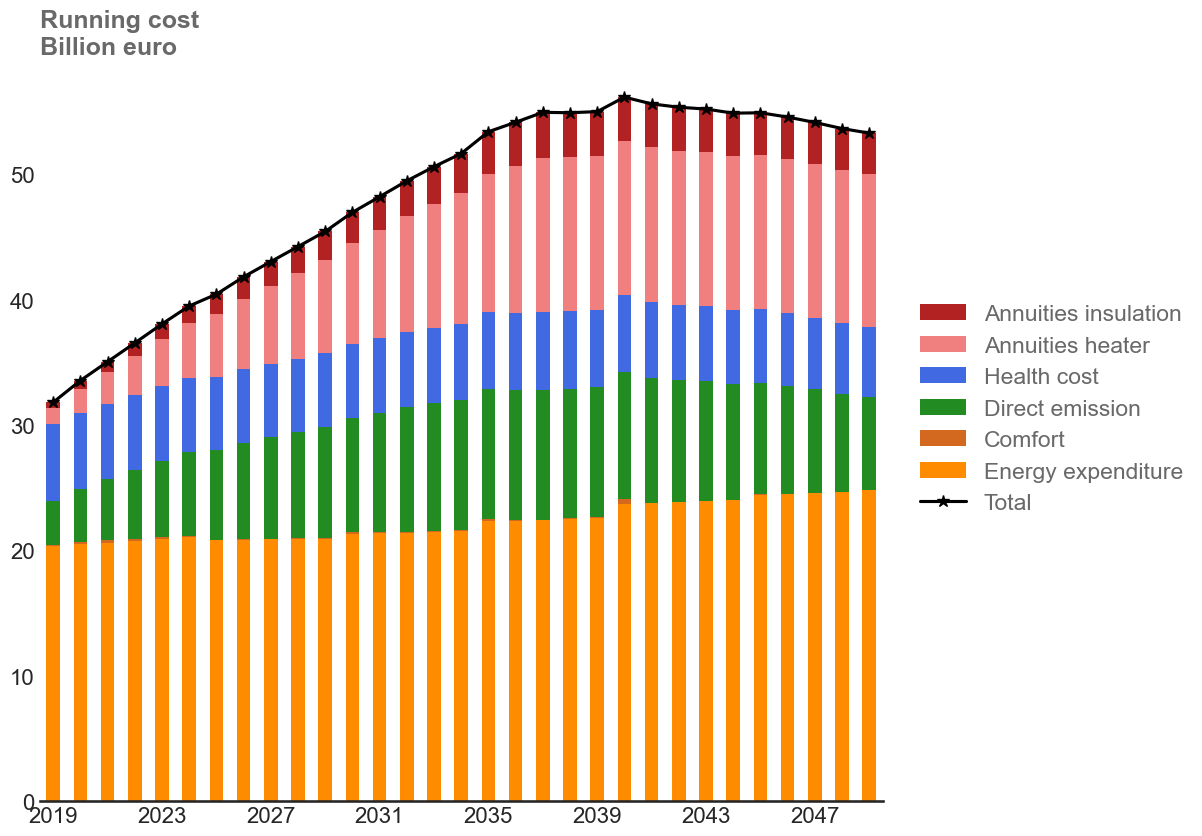 Running cost
Billion euro
50
40
30
20
10
0
2019 2023 2027 2031 2035 2039 2043 2047
Annuities insulation
Annuities heater
Health cost
Direct emission
Comfort
Energy expenditure
Total